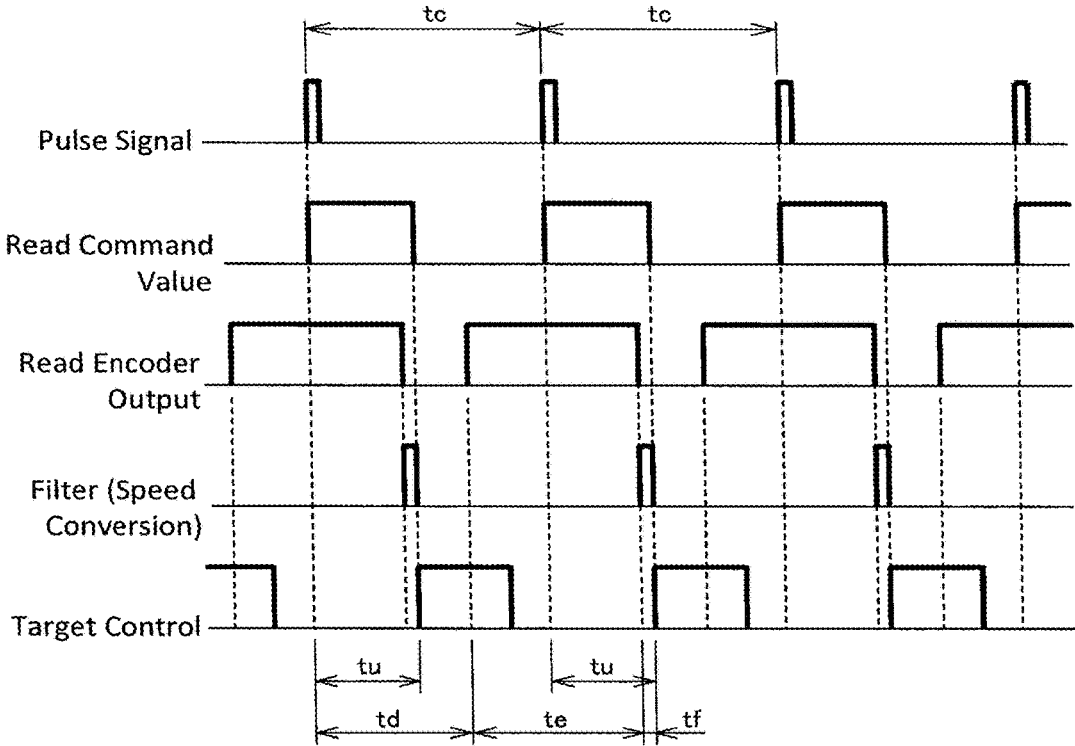 tc tc
Pulse Signal
Read Command
Value
Read Encoder
Output
Filter (Speed
Conversion)
Target Control
tu tu
td te tf